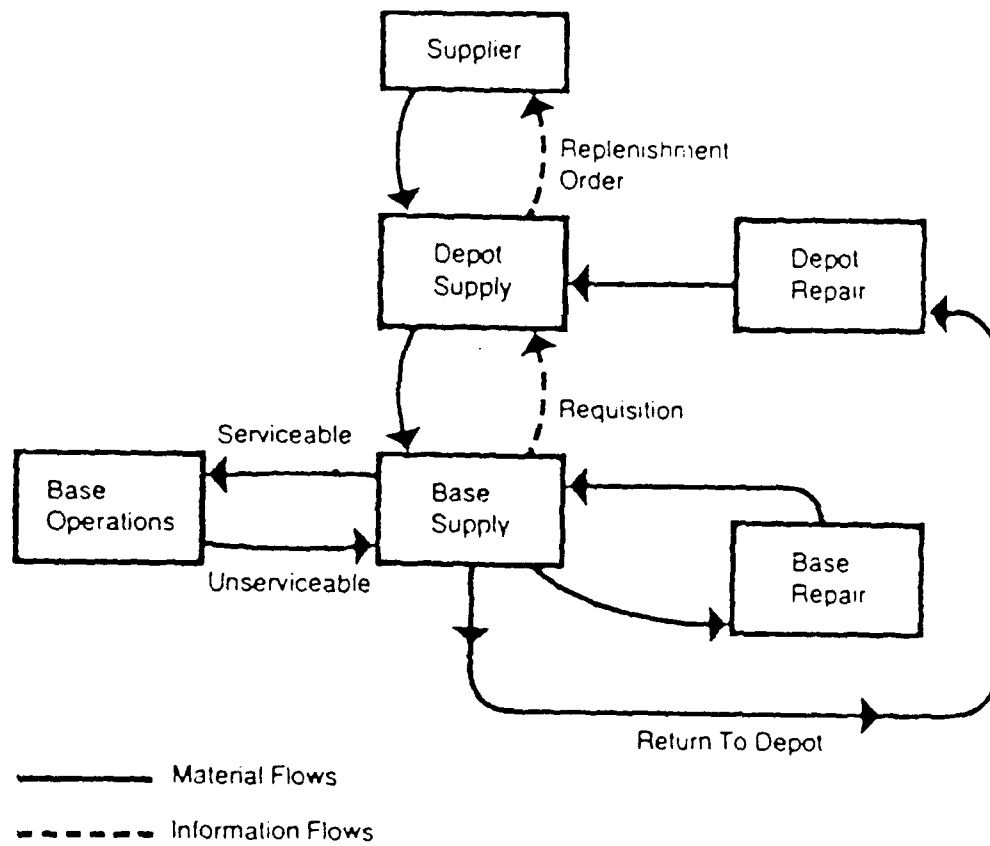 Supplier
Replenishment
Order
Depot
Supply
Depot
Repair
Requisition
Serviceable
Base
Operations
Base
Supply
Unserviceable
Base
Repair
Return To Depot
Material Flows
Information Flows